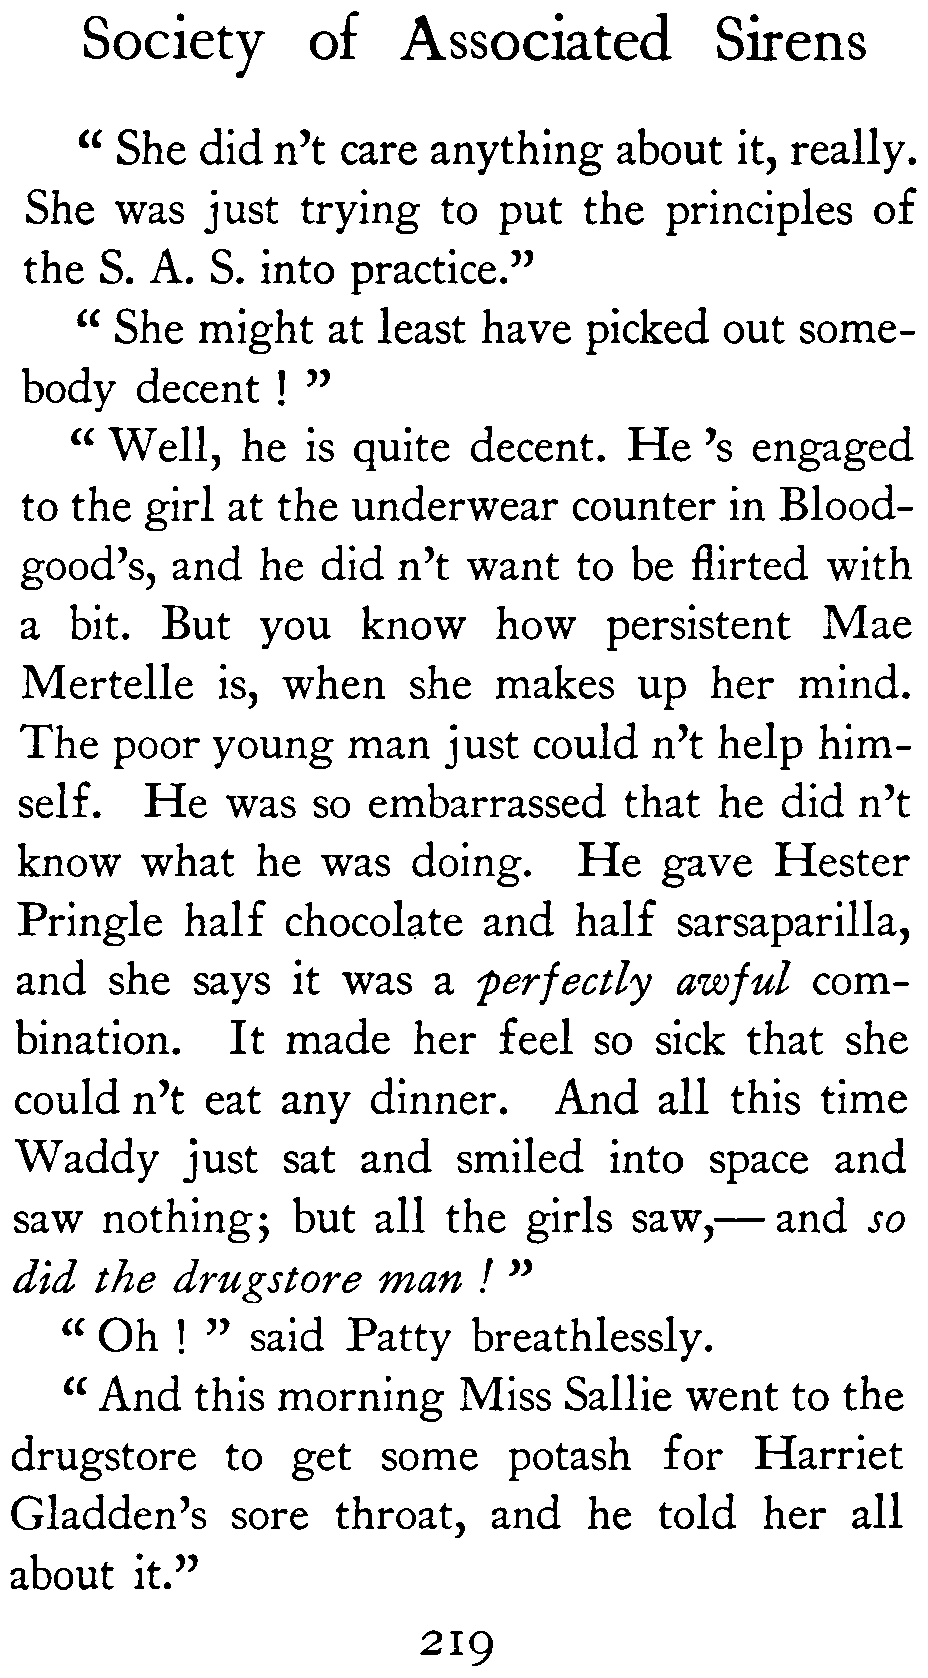 Society of Associated Sirens
“ She did n’t care anything about it, really.
She was just trying to put the principles of
the S. A. S. into practice.”
“ She might at least have picked out some-
body decent ! ”
“ Well, he is quite decent. He ’s engaged
to the girl at the underwear counter in Blood-
good’s, and he did n’t want to be flirted with
a bit. But you know how persistent Mae
Mertelle is, when she makes up her mind.
The poor young man just could n’t help him-
self. He was so embarrassed that he did n’t
know what he was doing. He gave Hester
Pringle half chocolate and half sarsaparilla,
and she says it was a perfectly awful com-
bination. It made her feel so sick that she
could n’t eat any dinner. And all this time
Waddy just sat and smiled into space and
saw nothing; but all the girls saw,— and so
did the drugstore man ! ”
“ Oh ! ” said Patty breathlessly.
“ And this morning Miss Sallie went to the
drugstore to get some potash for Harriet
Gladden’s sore throat, and he told her all
about it.”
219